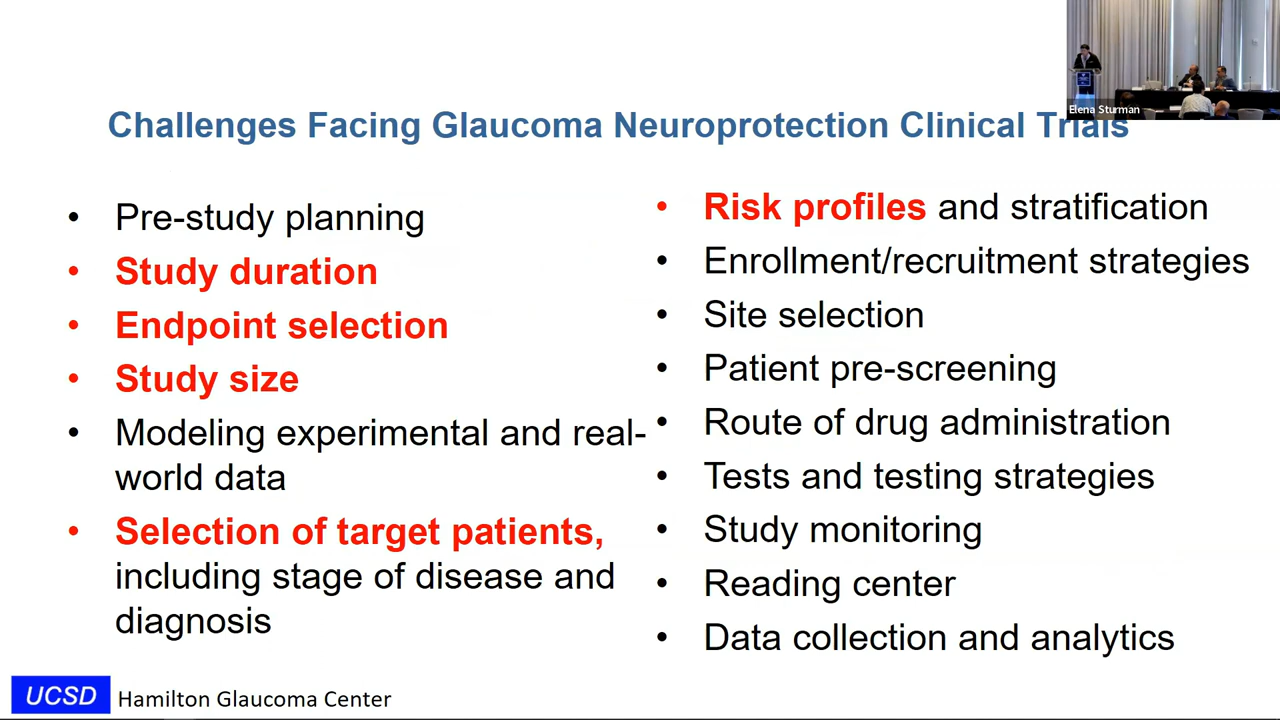 Elena Sturman
Challenges Facing Glaucoma Neuroprotection Clinical Trials
• Pre-study planning
• Study duration
• Endpoint selection
• Study size
• Modeling experimental and real-
world data
• Selection of target patients,
including stage of disease and
diagnosis
• Risk profiles and stratification
• Enrollment/recruitment strategies
• Site selection
• Patient pre-screening
• Route of drug administration
• Tests and testing strategies
• Study monitoring
• Reading center
• Data collection and analytics
UCSD Hamilton Glaucoma Center